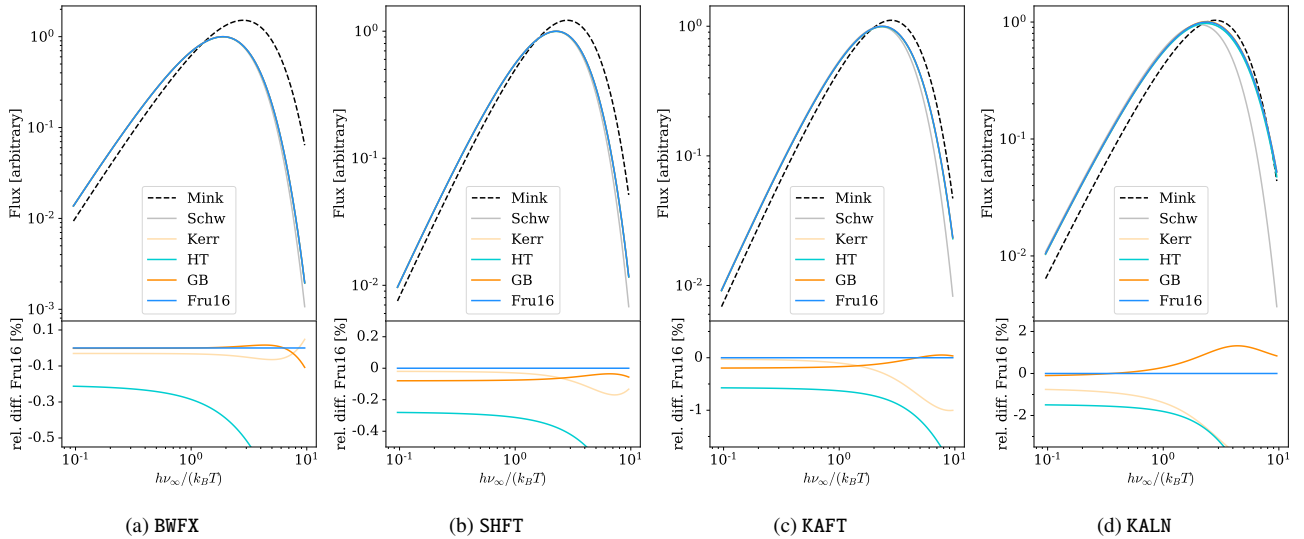 Flux [arbitrary]
10^0
10^-1
10^-2
10^-3
Mink
Schw
Kerr
HT
GB
Fru16
rel. diff. Fru16 [%]
0.1
-0.1
-0.3
-0.5
10^-1
10^0
10^1
hν∞/(k_BT)
(a) BWFX
Flux [arbitrary]
10^0
10^-1
10^-2
Mink
Schw
Kerr
HT
GB
Fru16
rel. diff. Fru16 [%]
0.2
0
-0.2
-0.4
10^-1
10^0
10^1
hν∞/(k_BT)
(b) SHFT
Flux [arbitrary]
10^0
10^-1
10^-2
Mink
Schw
Kerr
HT
GB
Fru16
rel. diff. Fru16 [%]
0
-1
10^-1
10^0
10^1
hν∞/(k_BT)
(c) KAFT
Flux [arbitrary]
10^0
10^-1
10^-2
Mink
Schw
Kerr
HT
GB
Fru16
rel. diff. Fru16 [%]
2
0
-2
10^-1
10^0
10^1
hν∞/(k_BT)
(d) KALN